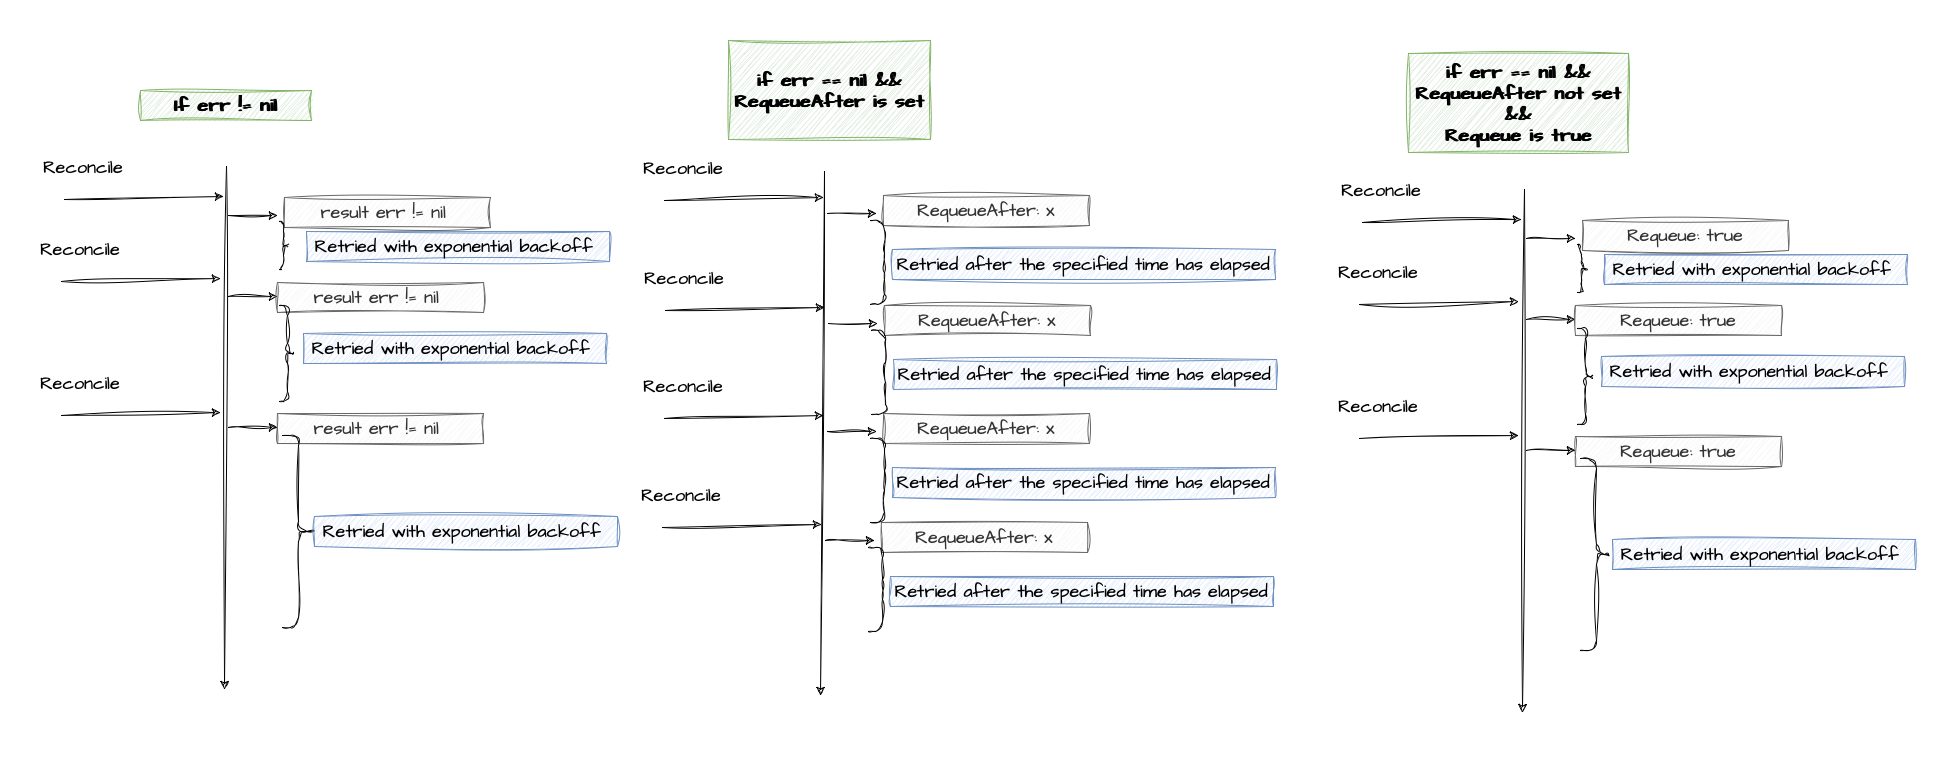 If err != nil
Reconcile
result err != nil
Retried with exponential backoff
Reconcile
result err != nil
Retried with exponential backoff
Reconcile
result err != nil
Retried with exponential backoff
if err == nil &&
RequeueAfter is set
Reconcile
RequeueAfter: x
Retried after the specified time has elapsed
Reconcile
RequeueAfter: x
Retried after the specified time has elapsed
Reconcile
RequeueAfter: x
Retried after the specified time has elapsed
Reconcile
RequeueAfter: x
Retried after the specified time has elapsed
if err == nil &&
RequeueAfter not set
&&
Requeue is true
Reconcile
Requeue: true
Retried with exponential backoff
Reconcile
Requeue: true
Retried with exponential backoff
Reconcile
Requeue: true
Retried with exponential backoff